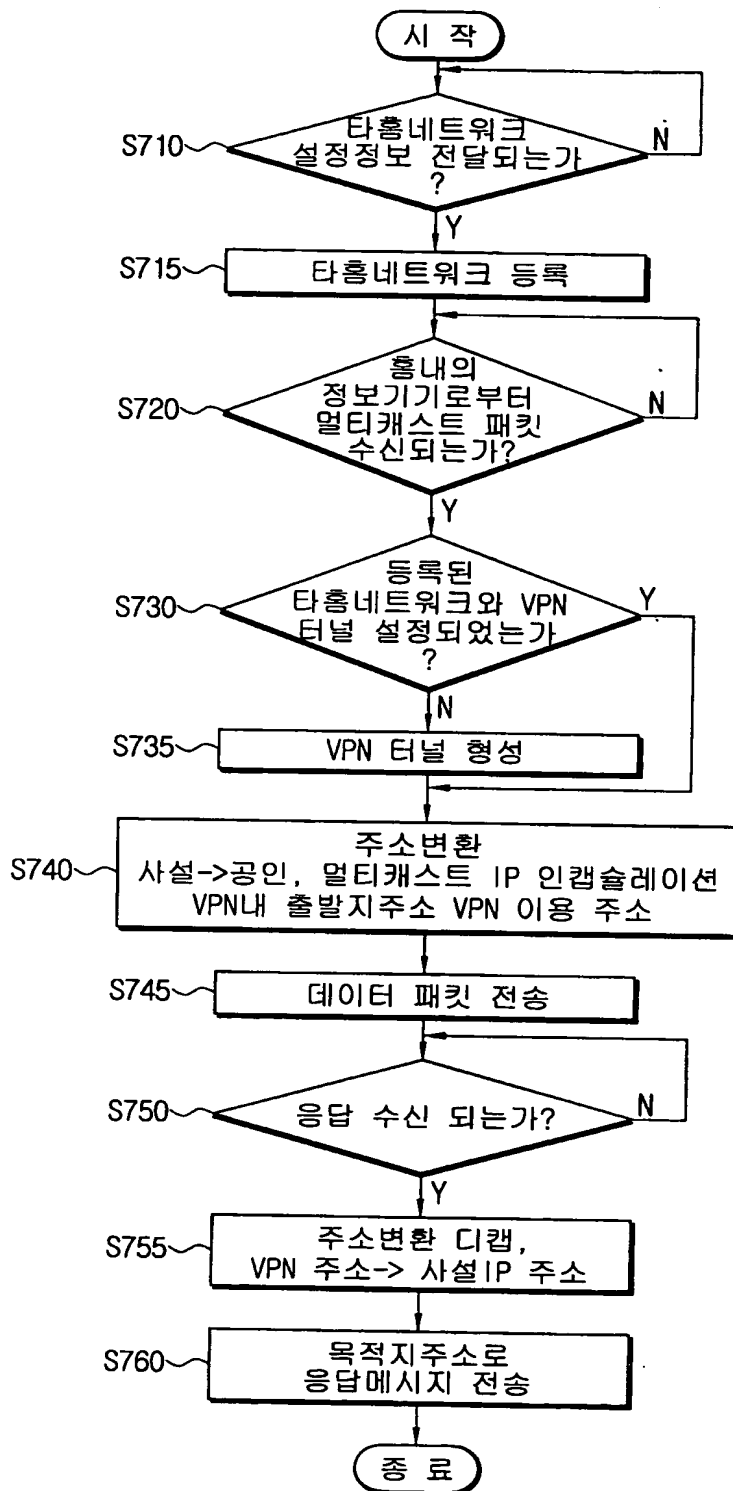 시 작
S710
타홈네트워크
설정정보 전달되는가
?
N
Y
S715
타홈네트워크 등록
S720
홈내의
정보기기로부터
멀티캐스트 패킷
수신되는가?
N
Y
S730
등록된
타홈네트워크와 VPN
터널 설정되었는가
?
Y
N
S735
VPN 터널 형성
S740
주소변환
사설->공인, 멀티캐스트 IP 인캡슐레이션
VPN내 출발지주소 VPN 이용 주소
S745
데이터 패킷 전송
S750
응답 수신 되는가?
N
Y
S755
주소변환 디캡,
VPN 주소-> 사설IP 주소
S760
목적지주소로
응답메시지 전송
종 료